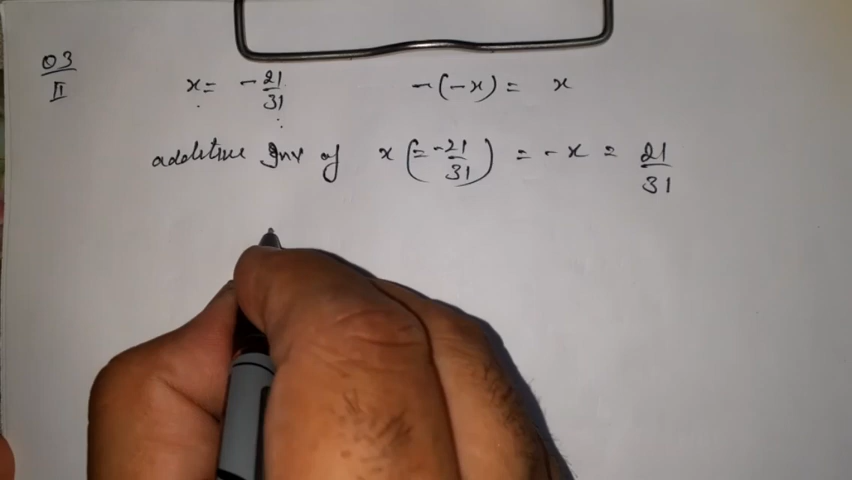 Q3
II
x = -21/31 -(-x) = x
additive Inv of x (= -21/31) = -x = 21/31